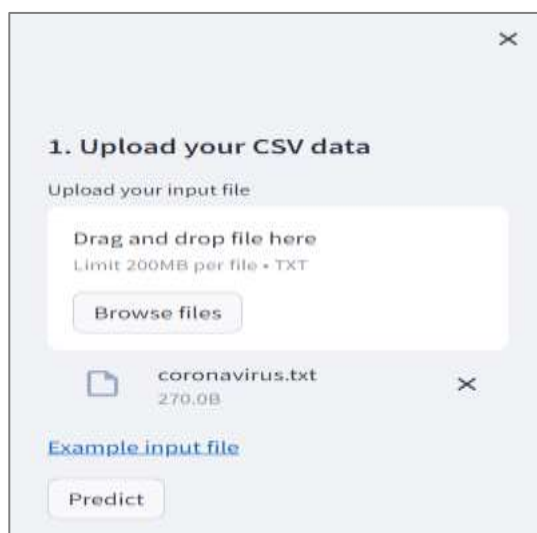 1. Upload your CSV data
Upload your input file
Drag and drop file here
Limit 200MB per file • TXT
Browse files
coronavirus.txt
270.0B
Example input file
Predict